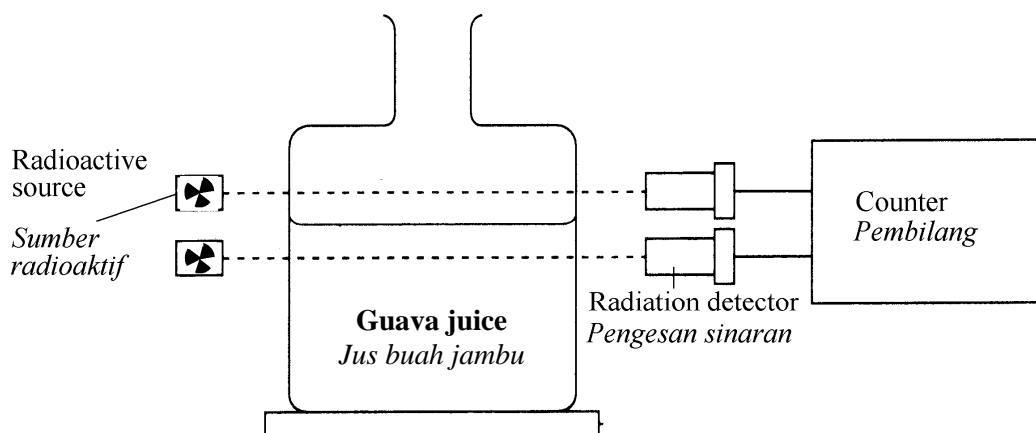 Radioactive
source
Sumber
radioaktif
Counter
Pembilang
Radiation detector
Pengesan sinaran
Guava juice
Jus buah jambu